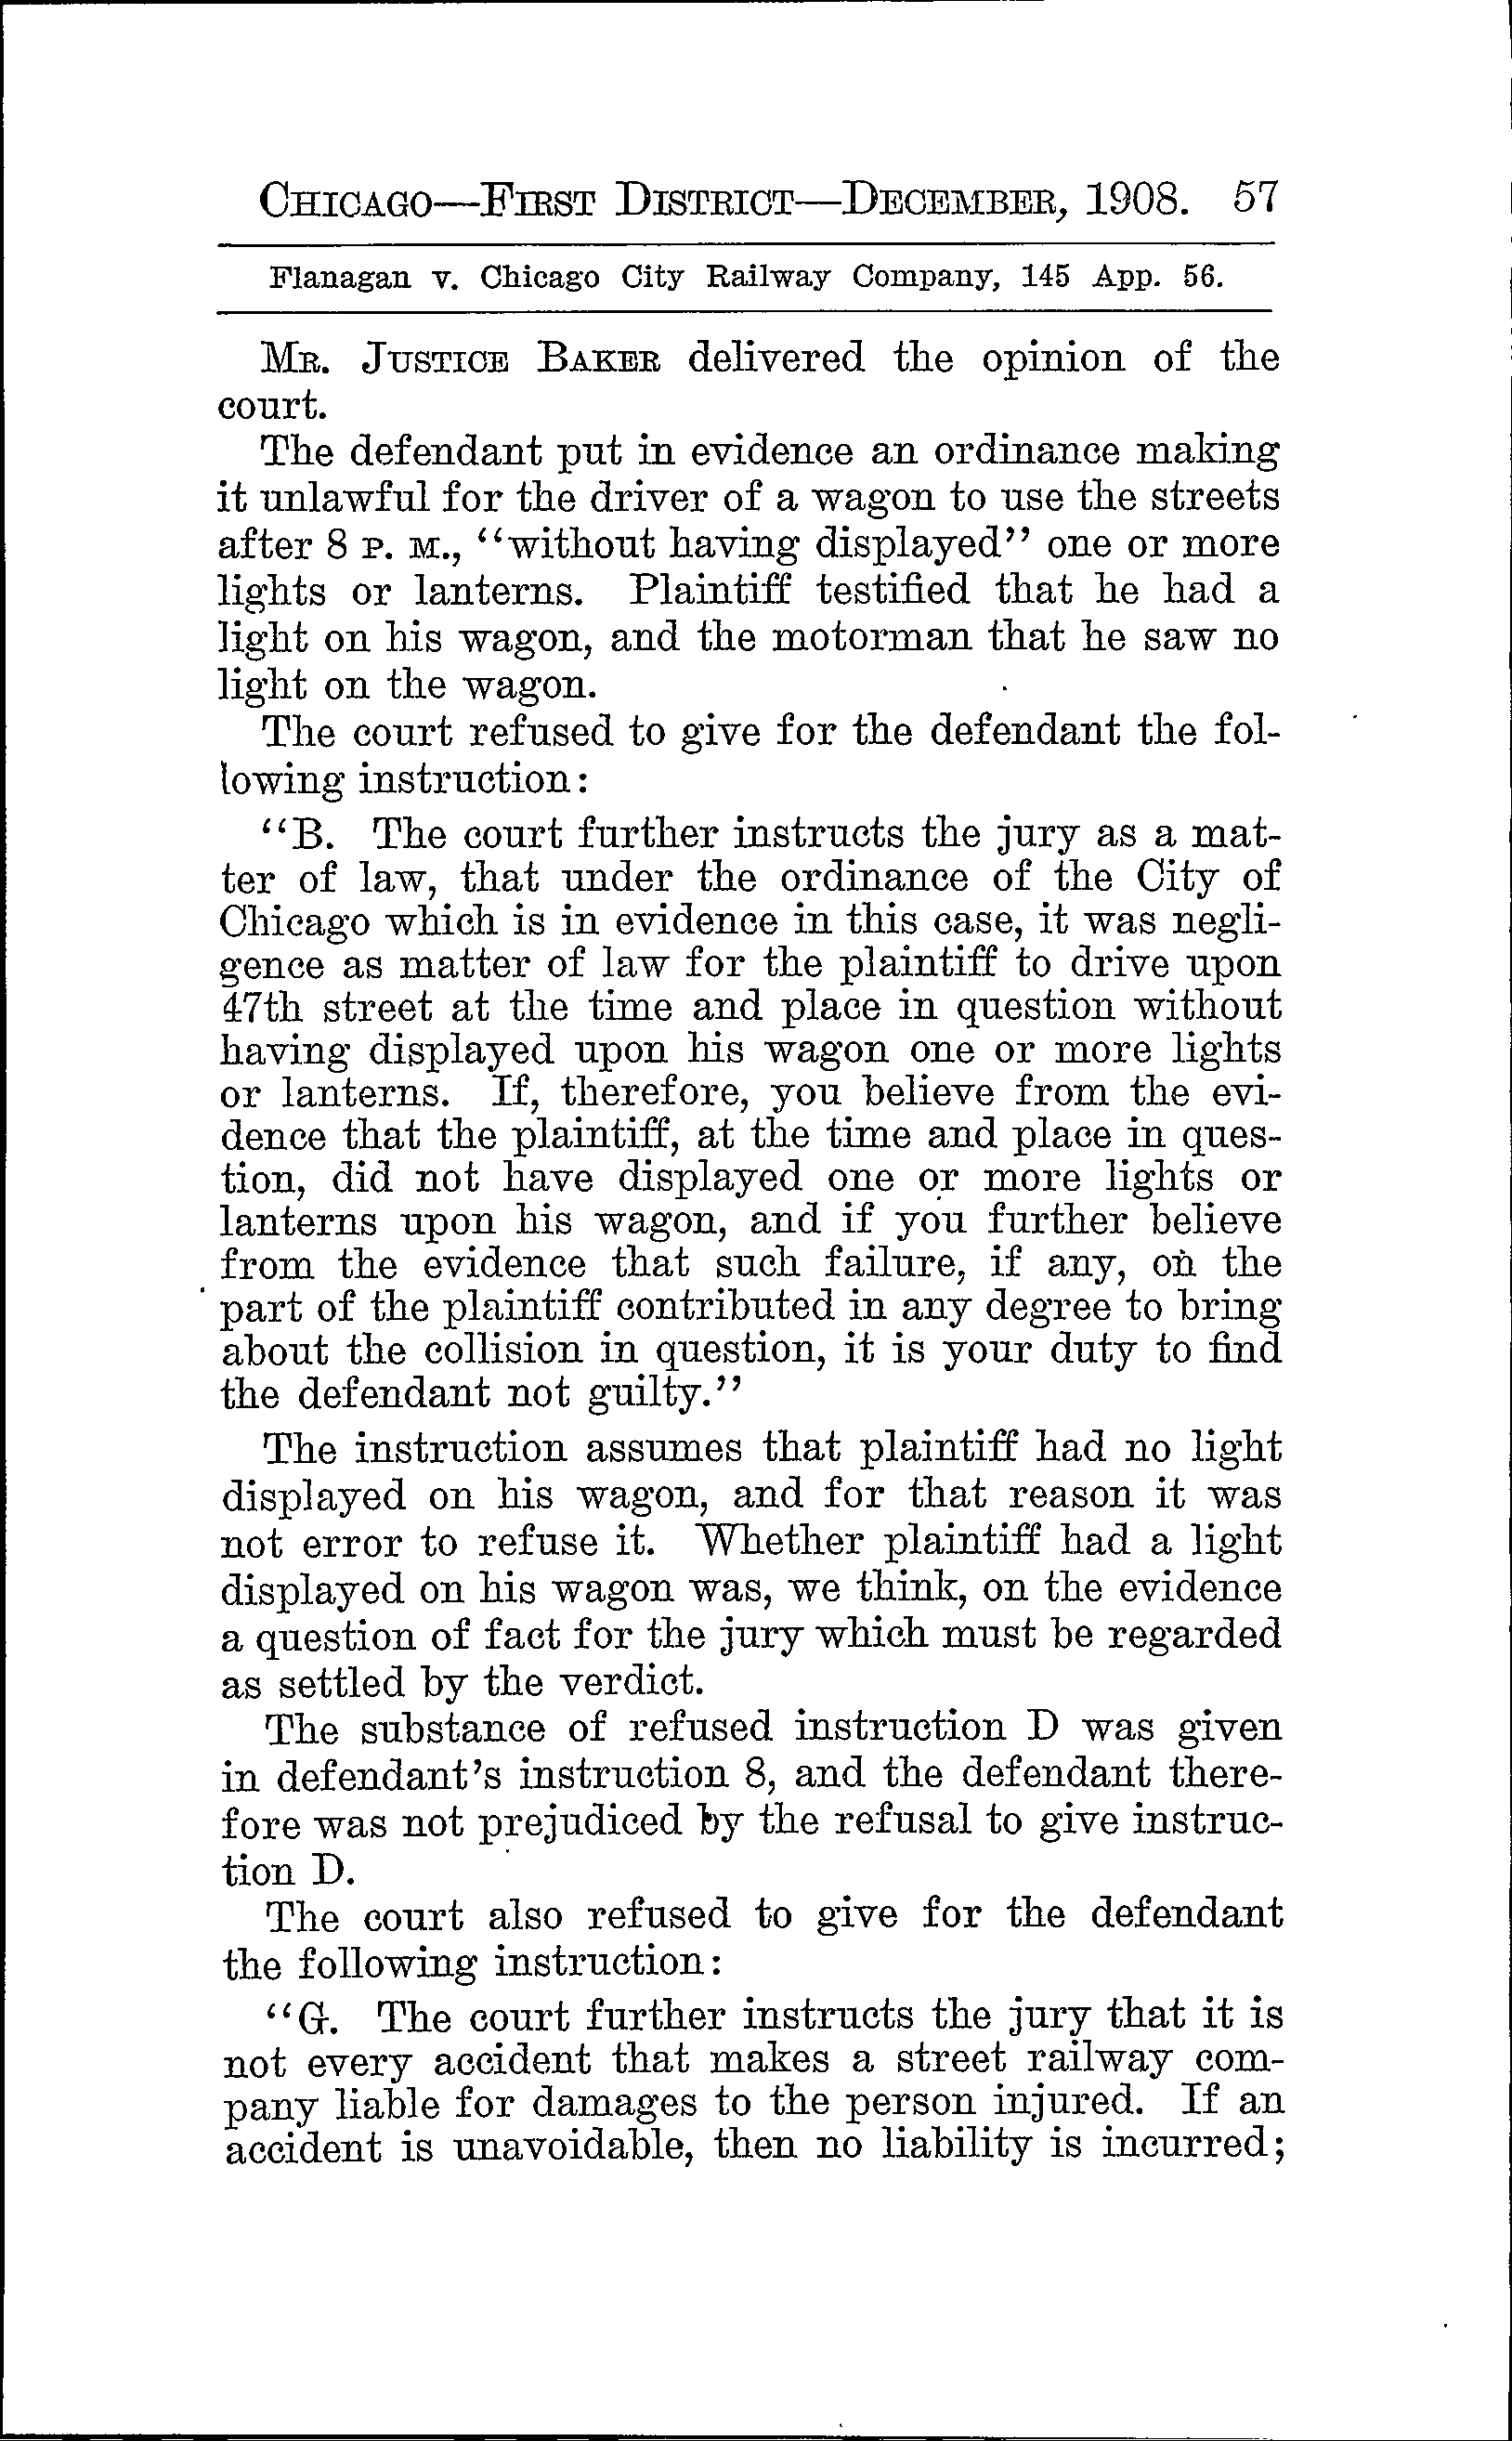 CHICAGO—FIRST DISTRICT—DECEMBER, 1908. 57
Flanagan v. Chicago City Railway Company, 145 App. 56.
MR. JUSTICE BAKER delivered the opinion of the
court.
The defendant put in evidence an ordinance making
it unlawful for the driver of a wagon to use the streets
after 8 P. M., “without having displayed” one or more
lights or lanterns. Plaintiff testified that he had a
light on his wagon, and the motorman that he saw no
light on the wagon.
The court refused to give for the defendant the fol-
lowing instruction:
“B. The court further instructs the jury as a mat-
ter of law, that under the ordinance of the City of
Chicago which is in evidence in this case, it was negli-
gence as matter of law for the plaintiff to drive upon
47th street at the time and place in question without
having displayed upon his wagon one or more lights
or lanterns. If, therefore, you believe from the evi-
dence that the plaintiff, at the time and place in ques-
tion, did not have displayed one or more lights or
lanterns upon his wagon, and if you further believe
from the evidence that such failure, if any, on the
part of the plaintiff contributed in any degree to bring
about the collision in question, it is your duty to find
the defendant not guilty.”
The instruction assumes that plaintiff had no light
displayed on his wagon, and for that reason it was
not error to refuse it. Whether plaintiff had a light
displayed on his wagon was, we think, on the evidence
a question of fact for the jury which must be regarded
as settled by the verdict.
The substance of refused instruction D was given
in defendant’s instruction 8, and the defendant there-
fore was not prejudiced by the refusal to give instruc-
tion D.
The court also refused to give for the defendant
the following instruction:
“G. The court further instructs the jury that it is
not every accident that makes a street railway com-
pany liable for damages to the person injured. If an
accident is unavoidable, then no liability is incurred;